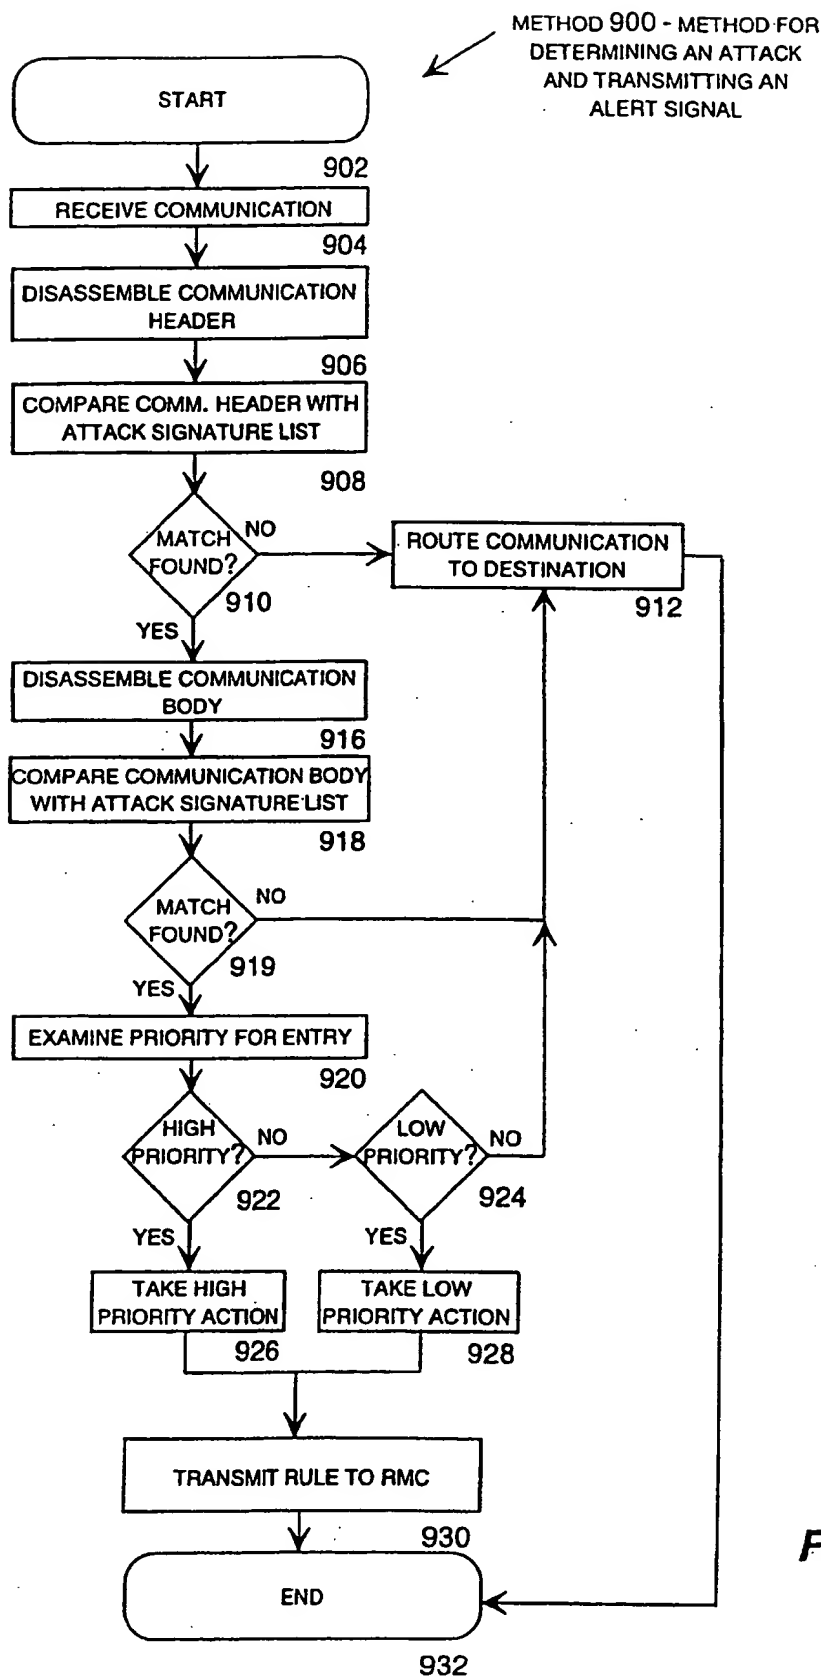 METHOD 900 - METHOD FOR
DETERMINING AN ATTACK
AND TRANSMITTING AN
ALERT SIGNAL
START
902
RECEIVE COMMUNICATION
904
DISASSEMBLE COMMUNICATION
HEADER
906
COMPARE COMM. HEADER WITH
ATTACK SIGNATURE LIST
908
MATCH
FOUND?
NO
910
YES
ROUTE COMMUNICATION
TO DESTINATION
912
DISASSEMBLE COMMUNICATION
BODY
916
COMPARE COMMUNICATION BODY
WITH ATTACK SIGNATURE LIST
918
MATCH
FOUND?
NO
919
YES
EXAMINE PRIORITY FOR ENTRY
920
HIGH
PRIORITY?
NO
922
YES
LOW
PRIORITY?
NO
924
YES
TAKE HIGH
PRIORITY ACTION
926
TAKE LOW
PRIORITY ACTION
928
TRANSMIT RULE TO RMC
930
END
932